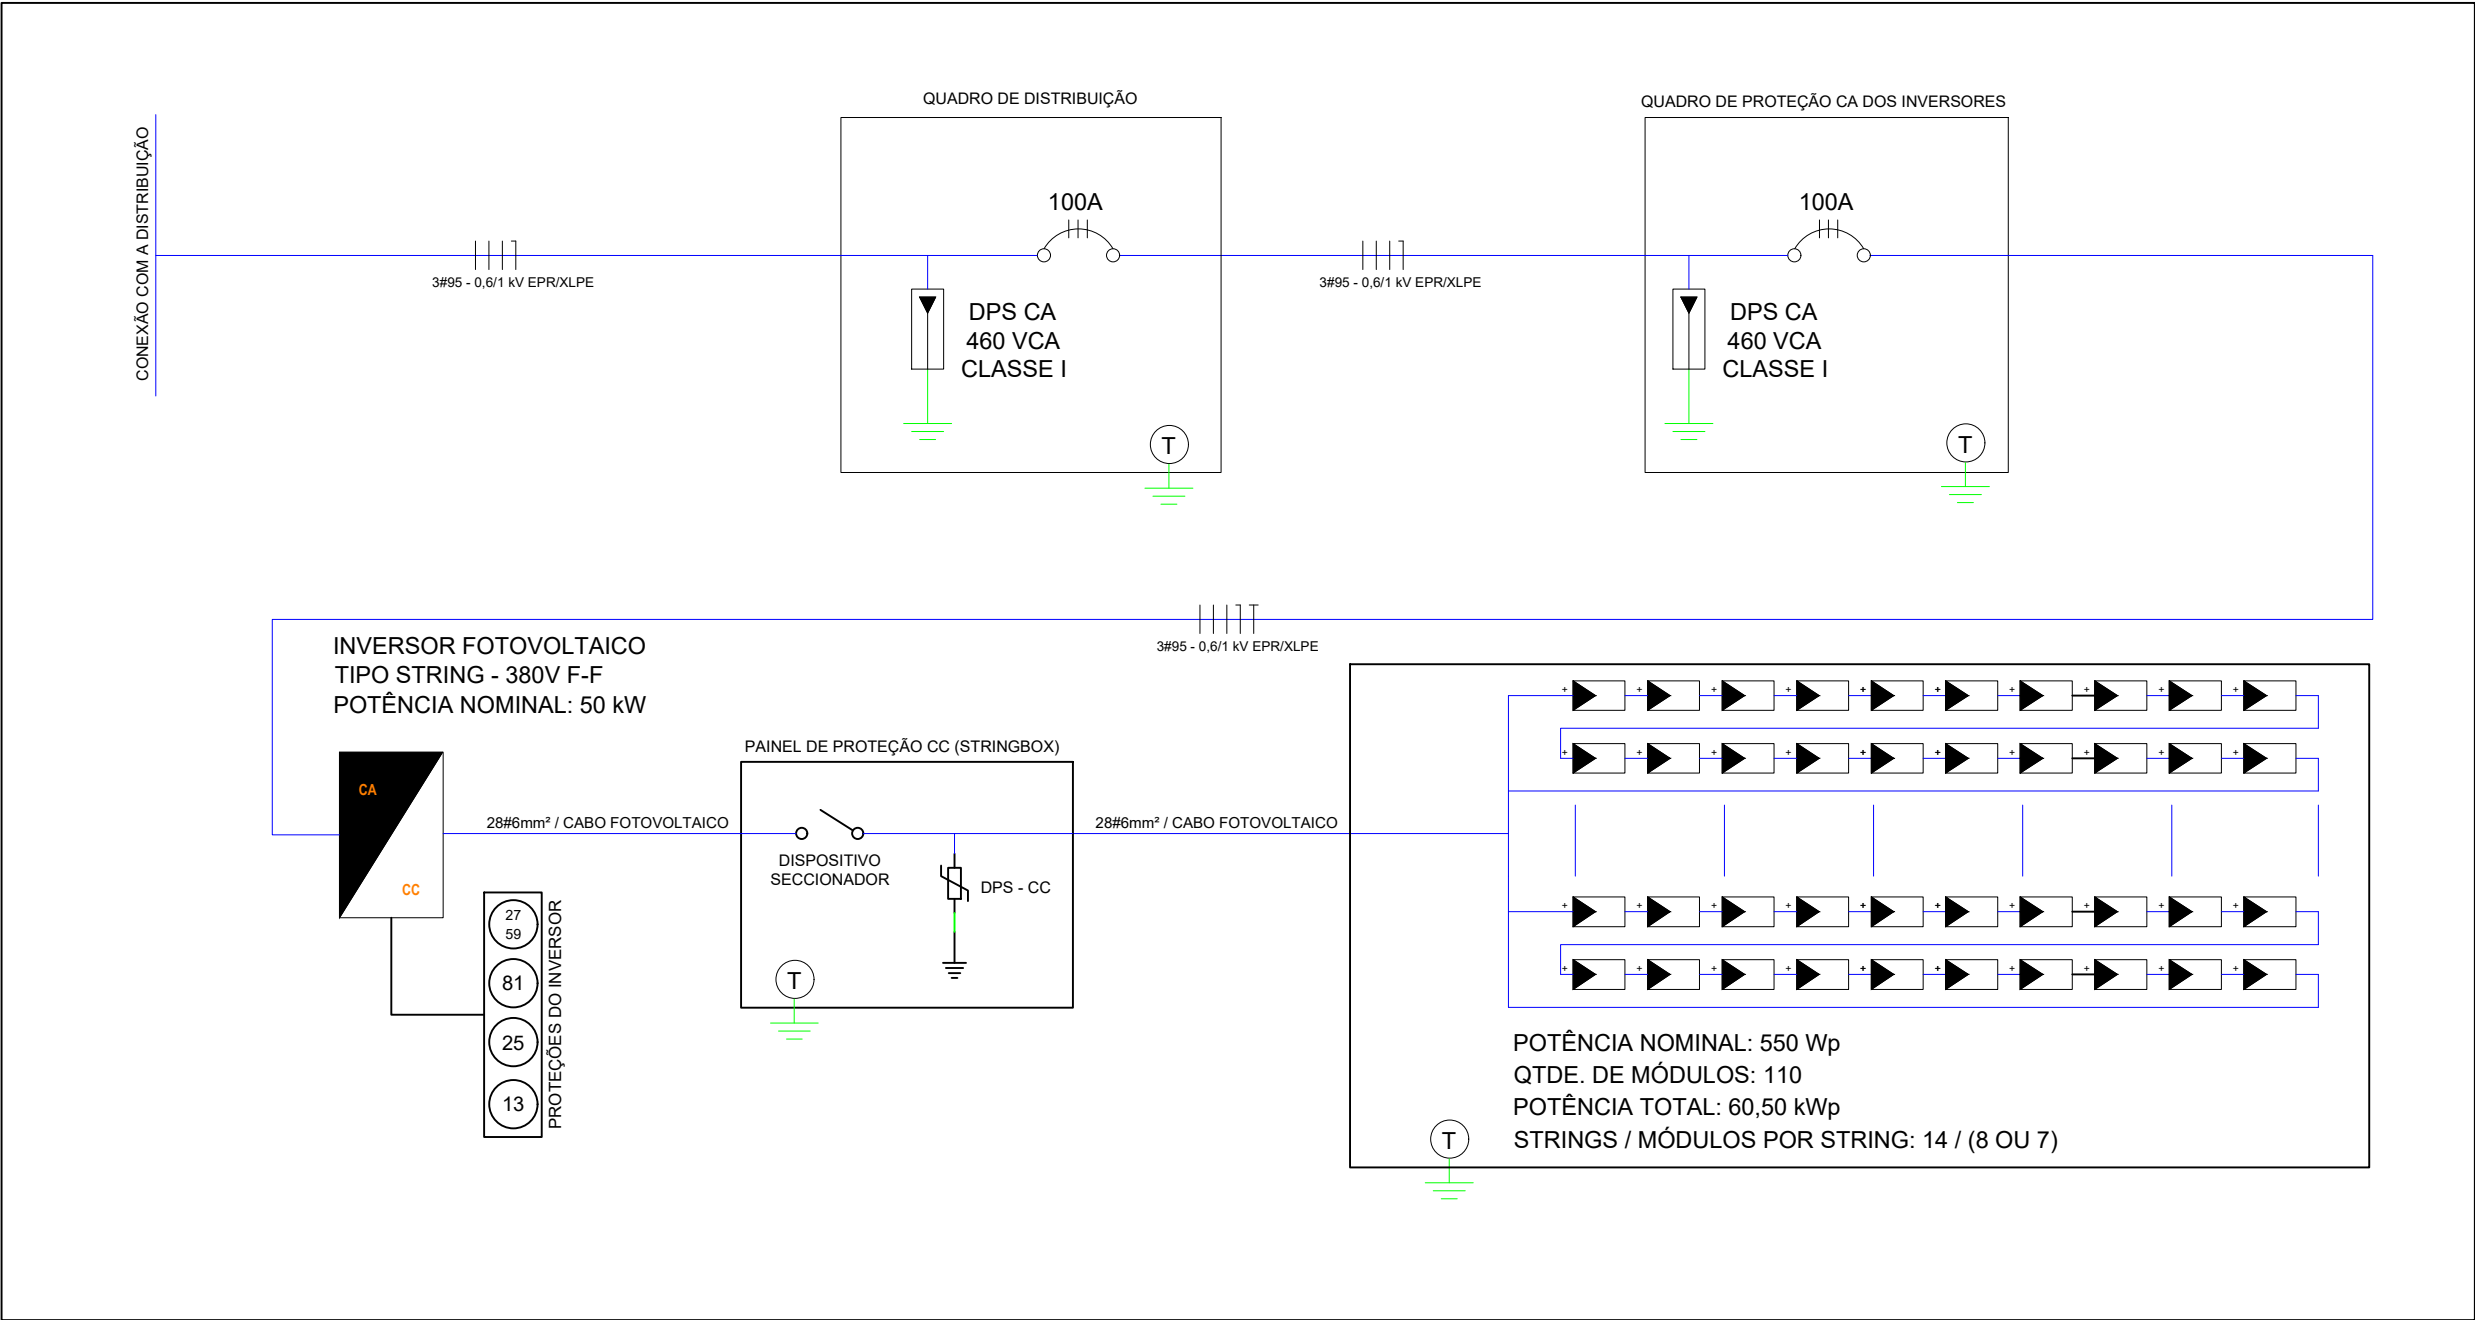 QUADRO DE DISTRIBUIÇÃO
QUADRO DE PROTEÇÃO CA DOS INVERSORES
CONEXÃO COM A DISTRIBUIÇÃO
100A
100A
3#95 - 0,6/1 kV EPR/XLPE
3#95 - 0,6/1 kV EPR/XLPE
DPS CA
460 VCA
CLASSE I
DPS CA
460 VCA
CLASSE I
T
T
3#95 - 0,6/1 kV EPR/XLPE
INVERSOR FOTOVOLTAICO
TIPO STRING - 380V F-F
POTÊNCIA NOMINAL: 50 kW
PAINEL DE PROTEÇÃO CC (STRINGBOX)
CA
CC
28#6mm² / CABO FOTOVOLTAICO
28#6mm² / CABO FOTOVOLTAICO
DISPOSITIVO
SECCIONADOR
DPS - CC
T
27
59
81
25
13
PROTEÇÕES DO INVERSOR
+ + + + + + + + + +
+ + + + + + + + + +
+ + + + + + + + + +
+ + + + + + + + + +
POTÊNCIA NOMINAL: 550 Wp
QTDE. DE MÓDULOS: 110
POTÊNCIA TOTAL: 60,50 kWp
STRINGS / MÓDULOS POR STRING: 14 / (8 OU 7)
T